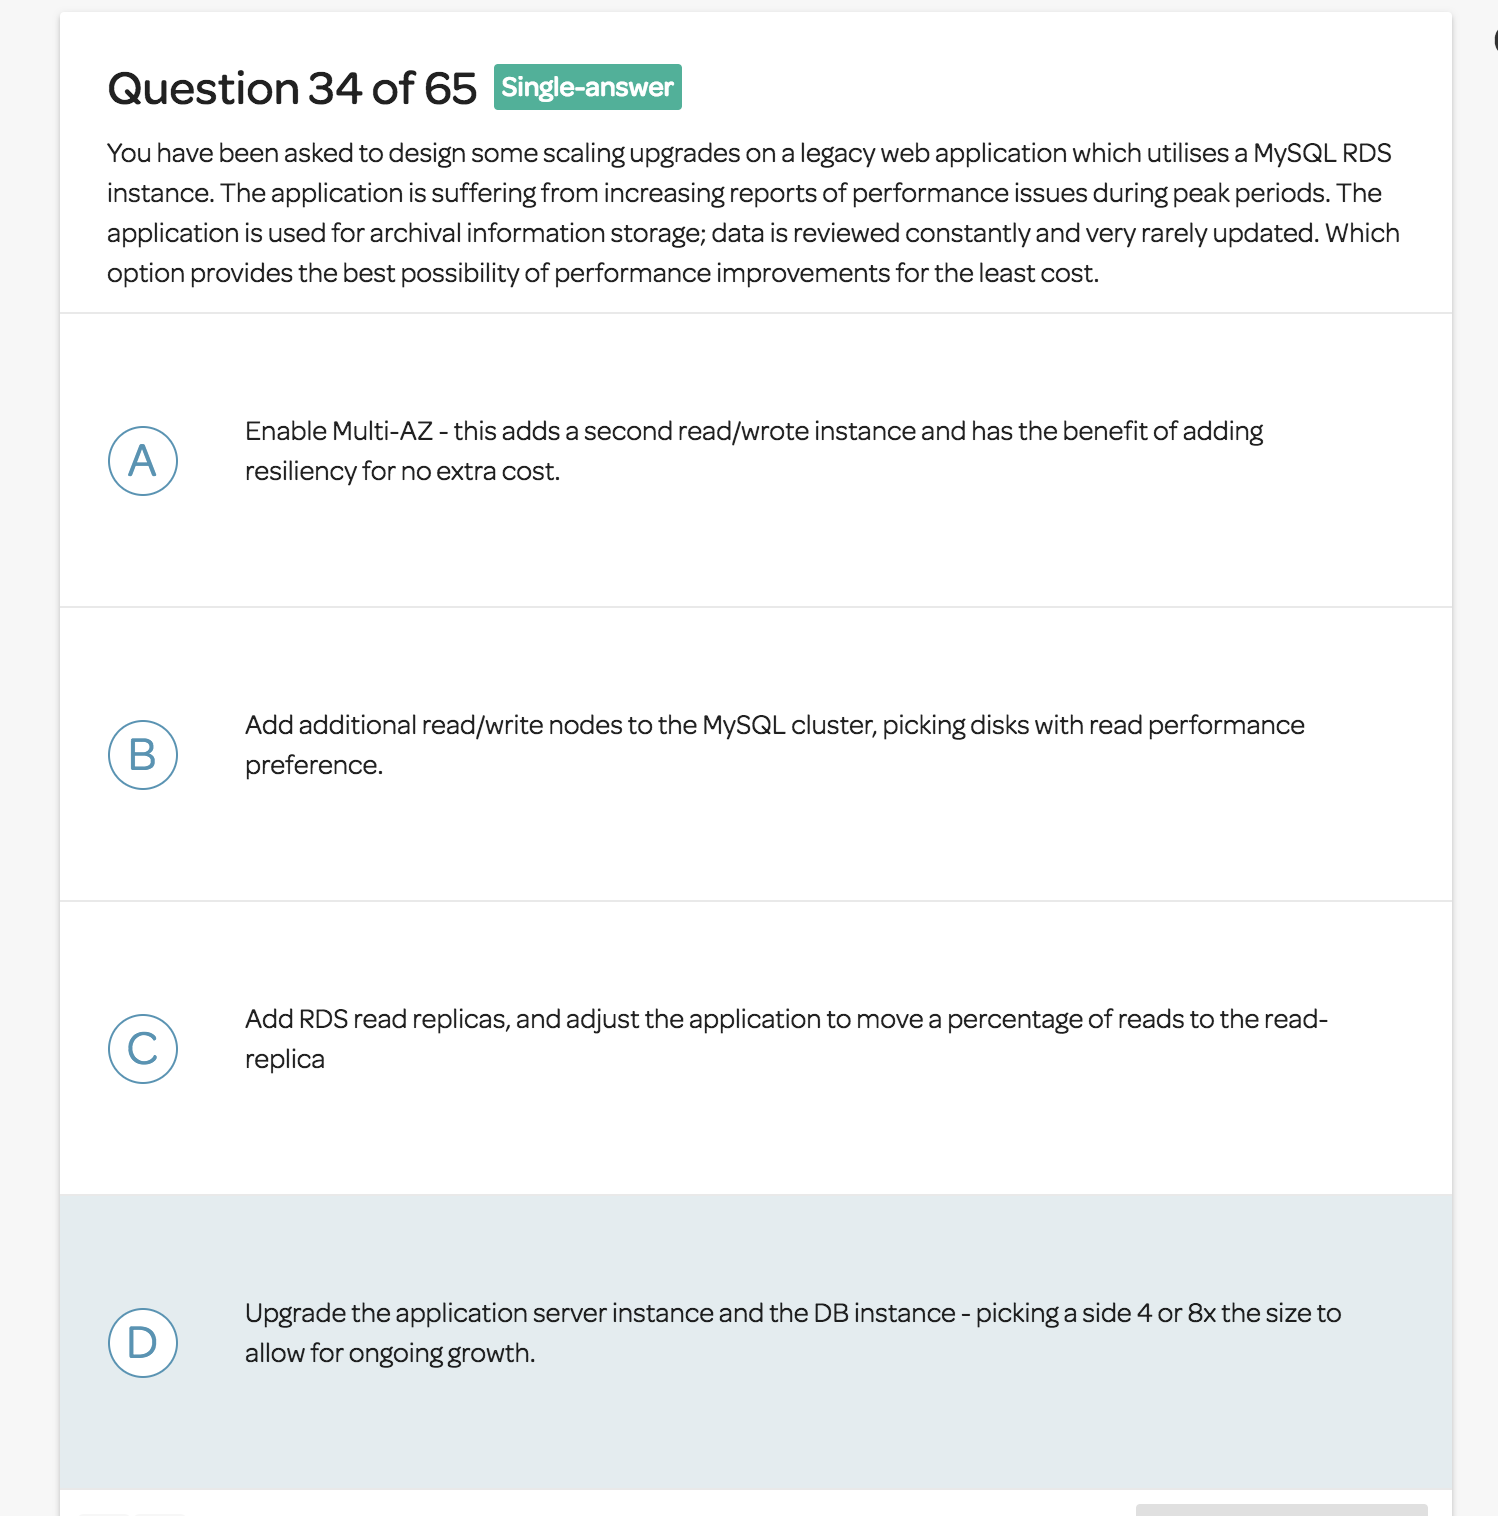 Question 34 of 65 Single-answer
You have been asked to design some scaling upgrades on a legacy web application which utilises a MySQL RDS
instance. The application is suffering from increasing reports of performance issues during peak periods. The
application is used for archival information storage; data is reviewed constantly and very rarely updated. Which
option provides the best possibility of performance improvements for the least cost.
A
Enable Multi-AZ - this adds a second read/wrote instance and has the benefit of adding
resiliency for no extra cost.
B
Add additional read/write nodes to the MySQL cluster, picking disks with read performance
preference.
C
Add RDS read replicas, and adjust the application to move a percentage of reads to the read-
replica
D
Upgrade the application server instance and the DB instance - picking a side 4 or 8x the size to
allow for ongoing growth.